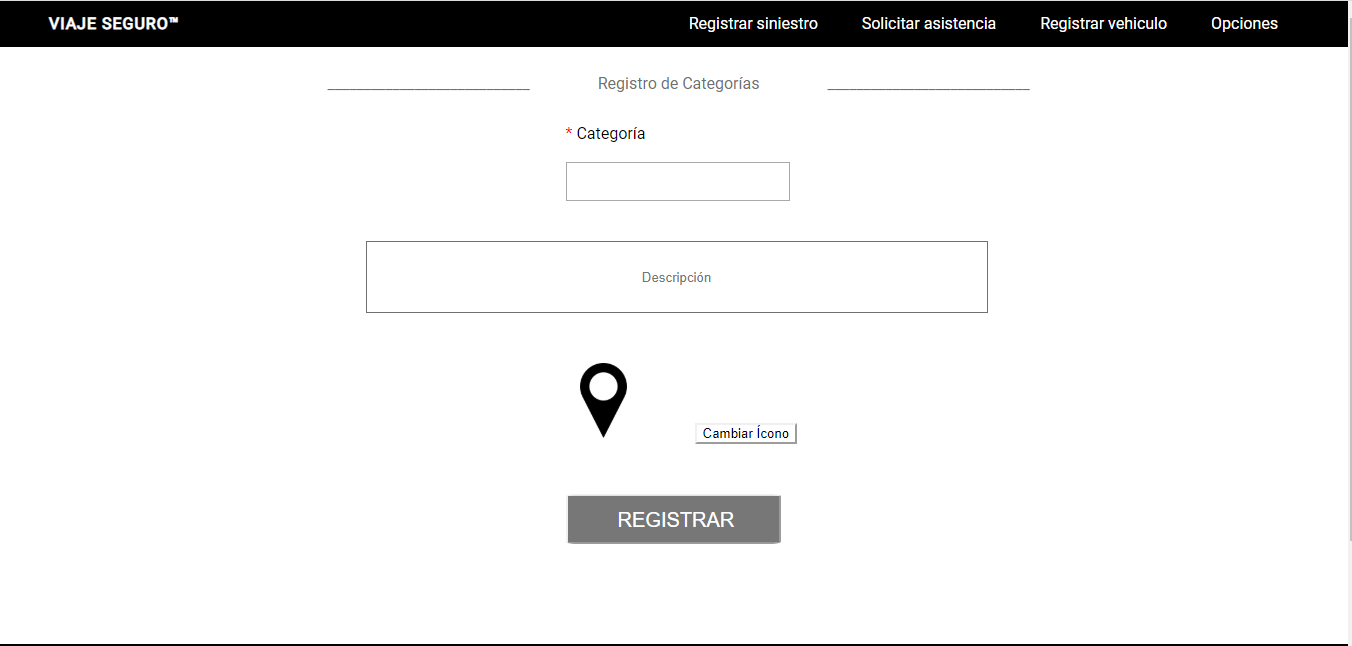 VIAJE SEGURO™ Registrar siniestro Solicitar asistencia Registrar vehiculo Opciones
Registro de Categorías
* Categoría
Descripción
Cambiar Ícono
REGISTRAR